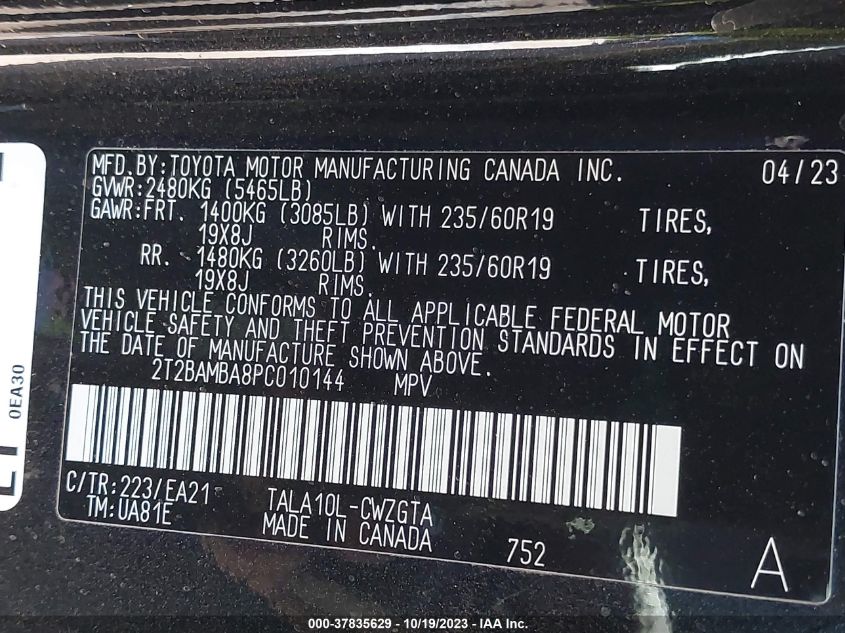 MFD.BY:TOYOTA MOTOR MANUFACTURING CANADA INC. 04/23
GVWR:2480KG (5465LB)
GAWR:FRT. 1400KG (3085LB) WITH 235/60R19 TIRES,
19X8J RIMS.
RR. 1480KG (3260LB) WITH 235/60R19 TIRES,
19X8J RIMS.
THIS VEHICLE CONFORMS TO ALL APPLICABLE FEDERAL MOTOR
VEHICLE SAFETY AND THEFT PREVENTION STANDARDS IN EFFECT ON
THE DATE OF MANUFACTURE SHOWN ABOVE.
2T2BAMBA8PC010144 MPV
C/TR:223/EA21 TALA10L-CWZGTA
TM:UA81E MADE IN CANADA 752 A
0EA30
000-37835629 - 10/19/2023 - IAA Inc.